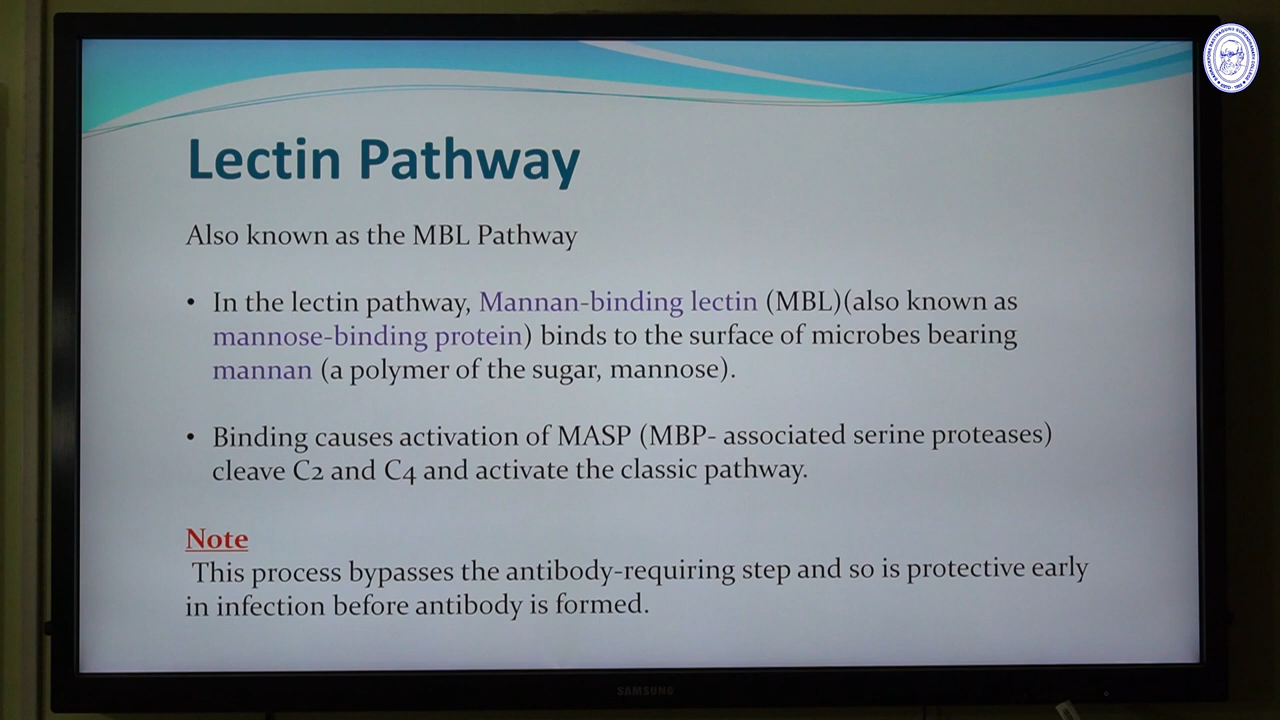 Lectin Pathway
Also known as the MBL Pathway
• In the lectin pathway, Mannan-binding lectin (MBL)(also known as
mannose-binding protein) binds to the surface of microbes bearing
mannan (a polymer of the sugar, mannose).
• Binding causes activation of MASP (MBP- associated serine proteases)
cleave C2 and C4 and activate the classic pathway.
Note
This process bypasses the antibody-requiring step and so is protective early
in infection before antibody is formed.
SAMSUNG